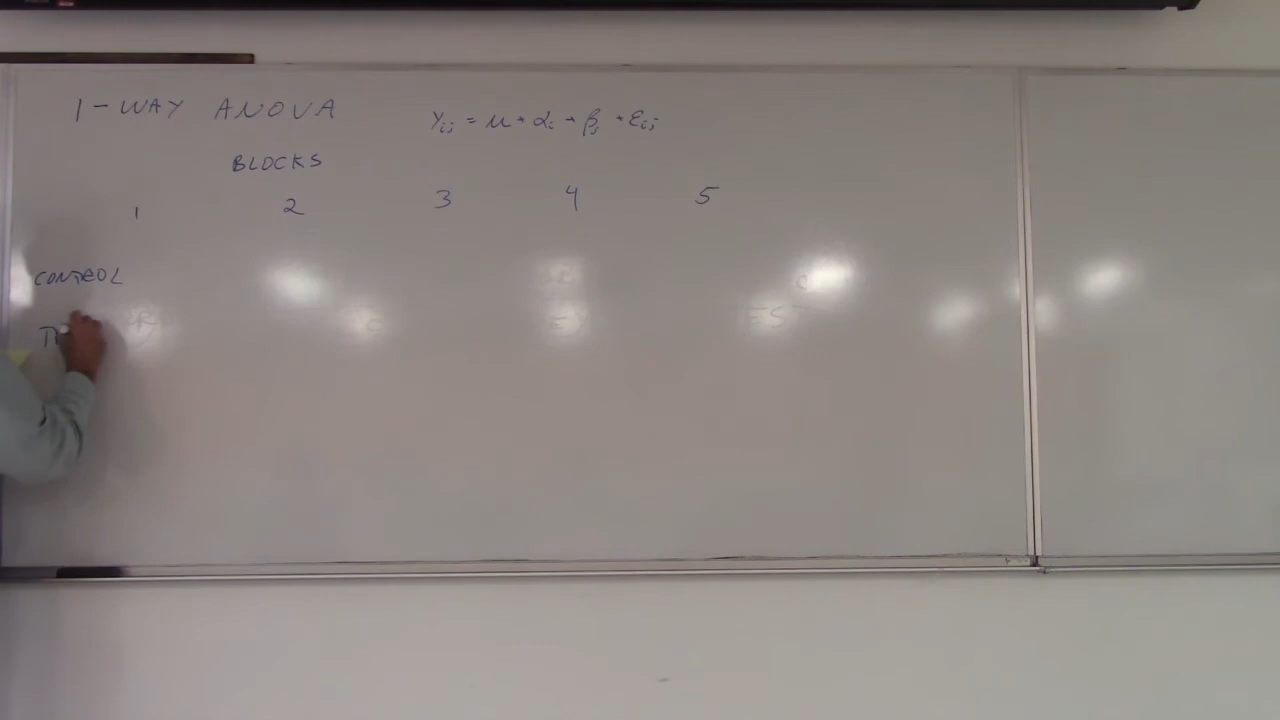 1-WAY ANOVA
Yij = μ + αi + βj + εij
BLOCKS
1 2 3 4 5
CONTROL